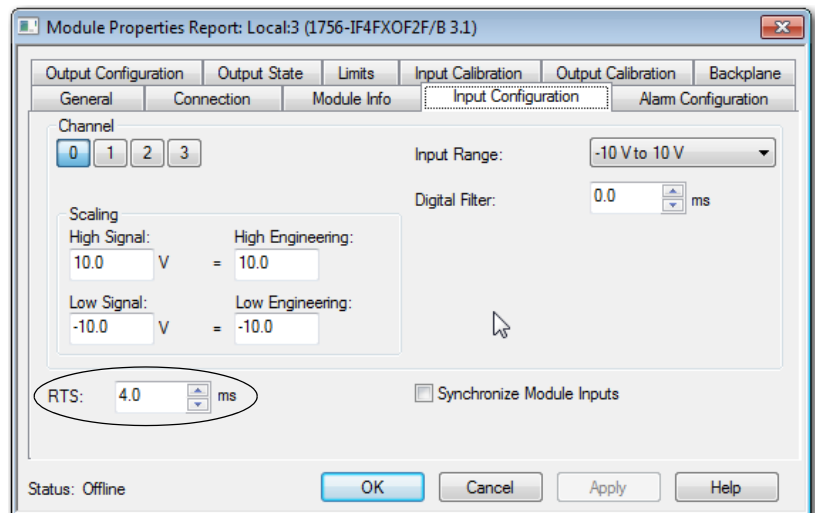 Module Properties Report: Local:3 (1756-IF4FXOF2F/B 3.1)
Output Configuration Output State Limits Input Calibration Output Calibration Backplane
General Connection Module Info Input Configuration Alarm Configuration
Channel
0 1 2 3
Input Range: -10 V to 10 V
Digital Filter: 0.0 ms
Scaling
High Signal: High Engineering:
10.0 V = 10.0
Low Signal: Low Engineering:
-10.0 V = -10.0
RTS: 4.0 ms Synchronize Module Inputs
Status: Offline OK Cancel Apply Help